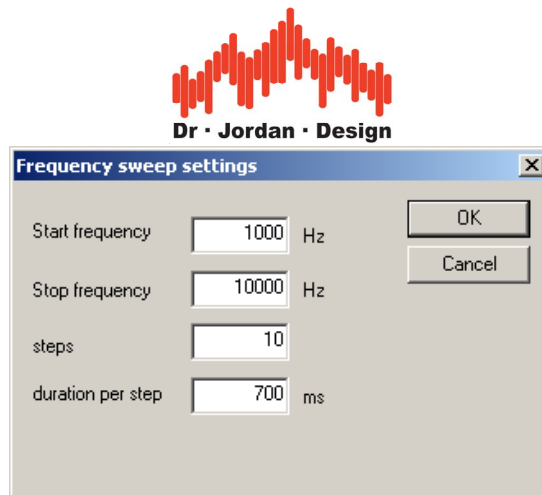 Dr · Jordan · Design
Frequency sweep settings
Start frequency 1000 Hz
OK
Stop frequency 10000 Hz
Cancel
steps 10
duration per step 700 ms